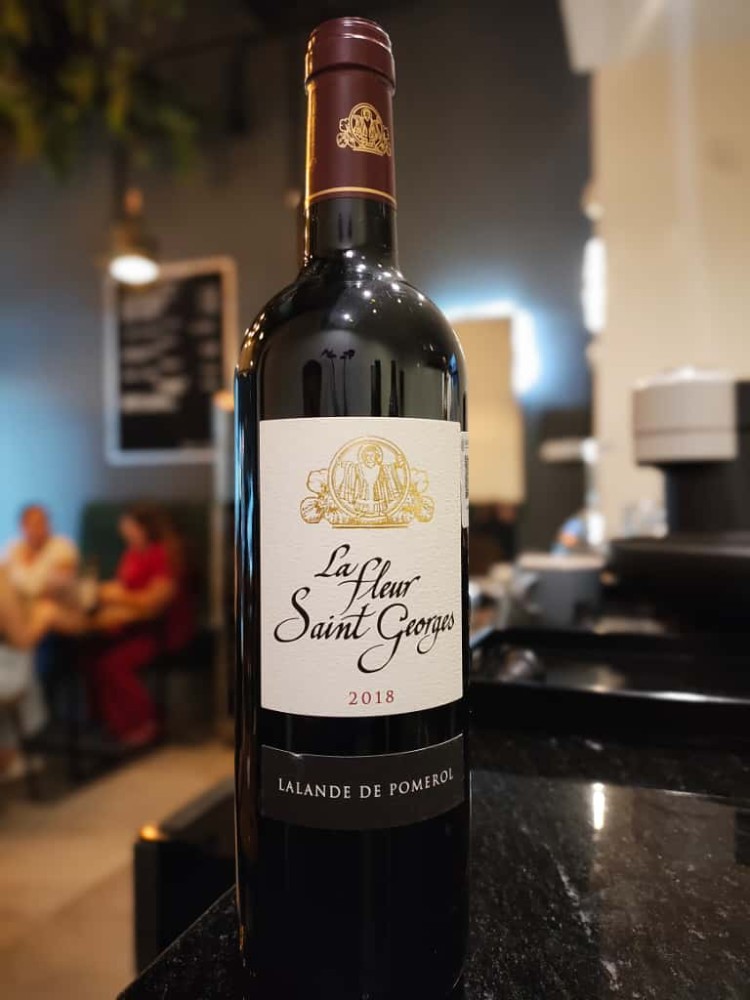 La
fleur
Saint Georges
2018
LALANDE DE POMEROL